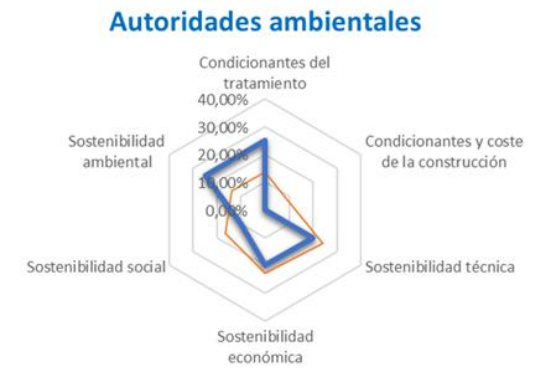 Autoridades ambientales
Condicionantes del
tratamiento
40,00%
30,00%
20,00%
10,00%
0,00%
Condicionantes y coste
de la construcción
Sostenibilidad técnica
Sostenibilidad
económica
Sostenibilidad social
Sostenibilidad
ambiental